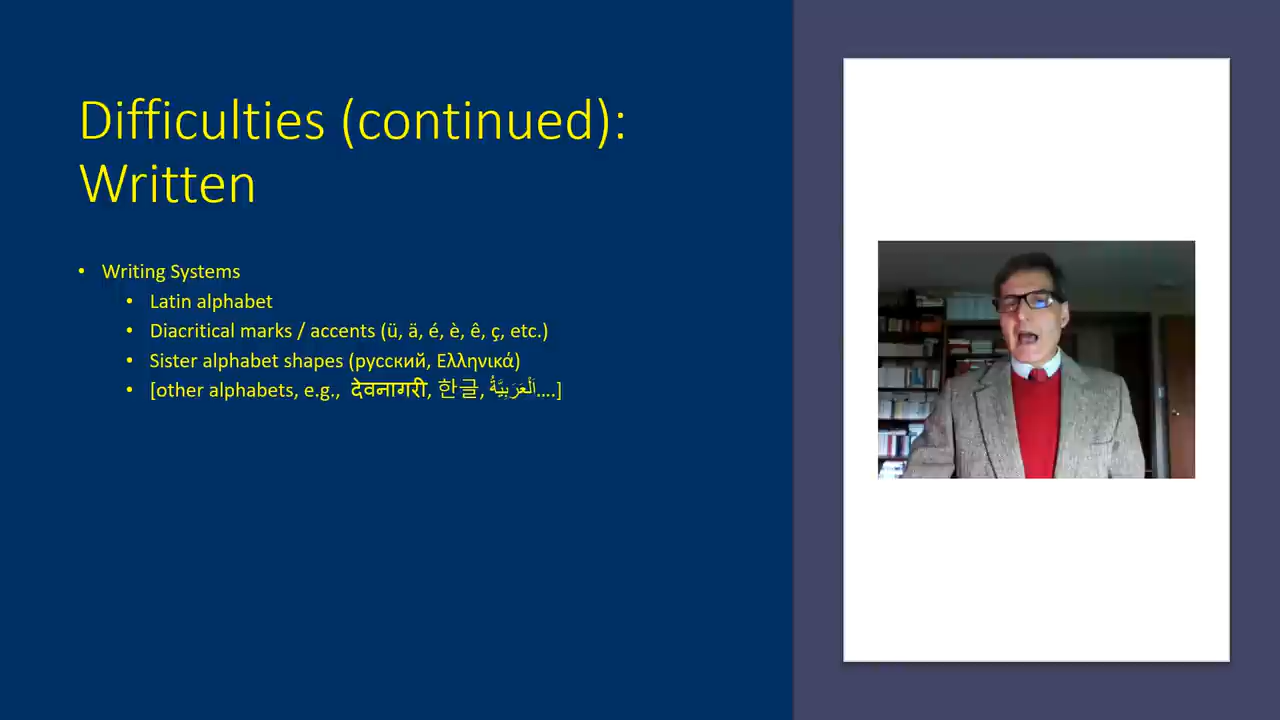 Difficulties (continued):
Written
• Writing Systems
• Latin alphabet
• Diacritical marks / accents (ü, ä, é, è, ê, ç, etc.)
• Sister alphabet shapes (русский, Ελληνικά)
• [other alphabets, e.g., देवनागरी, 한글, اَلْعَرَبِيَّةُ....]